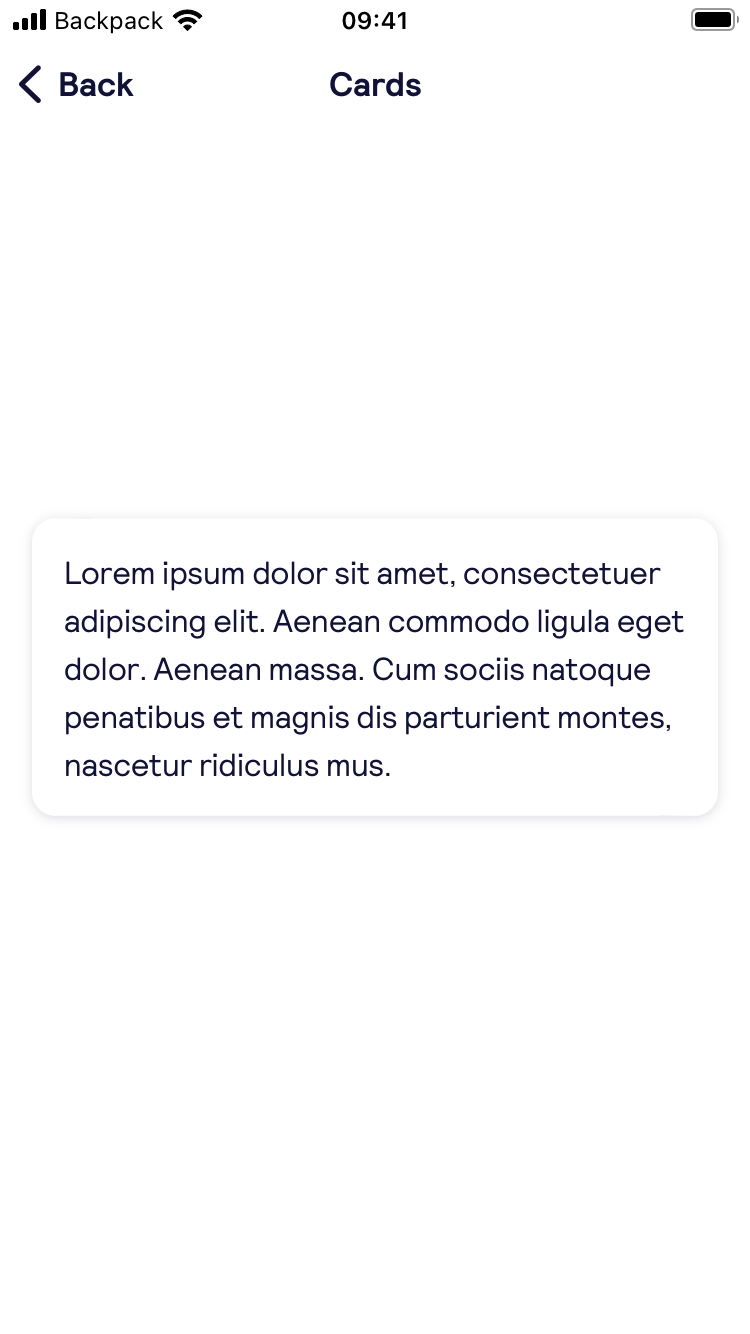 Backpack 09:41
Back Cards
Lorem ipsum dolor sit amet, consectetuer
adipiscing elit. Aenean commodo ligula eget
dolor. Aenean massa. Cum sociis natoque
penatibus et magnis dis parturient montes,
nascetur ridiculus mus.